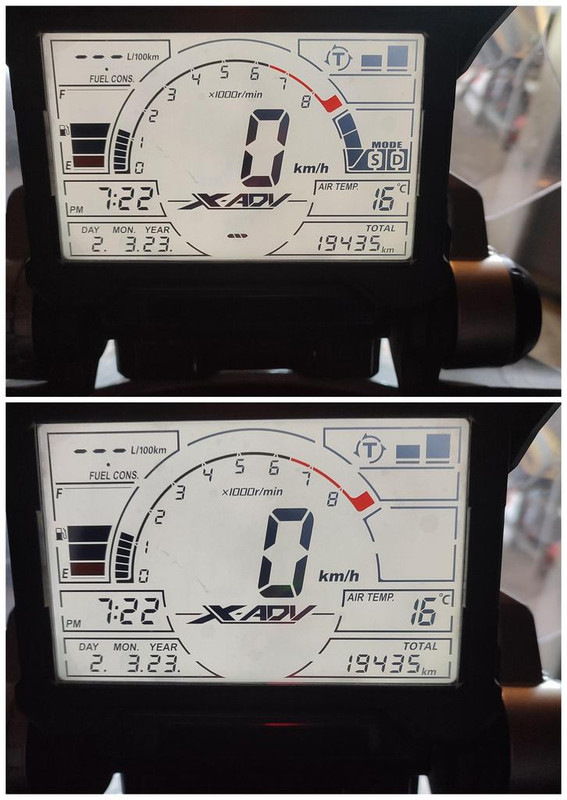 --- L/100km
FUEL CONS.
T
F
E
0 1 2 3 4 5 6 7 8
×1000r/min
0 km/h
MODE
S D
PM 7:22
X-ADV
AIR TEMP. 16 °C
DAY MON. YEAR
2. 3.23.
---
TOTAL
19435 km
--- L/100km
FUEL CONS.
T
F
E
0 1 2 3 4 5 6 7 8
×1000r/min
0 km/h
PM 7:22
X-ADV
AIR TEMP. 16 °C
DAY MON. YEAR
2. 3.23.
TOTAL
19435 km